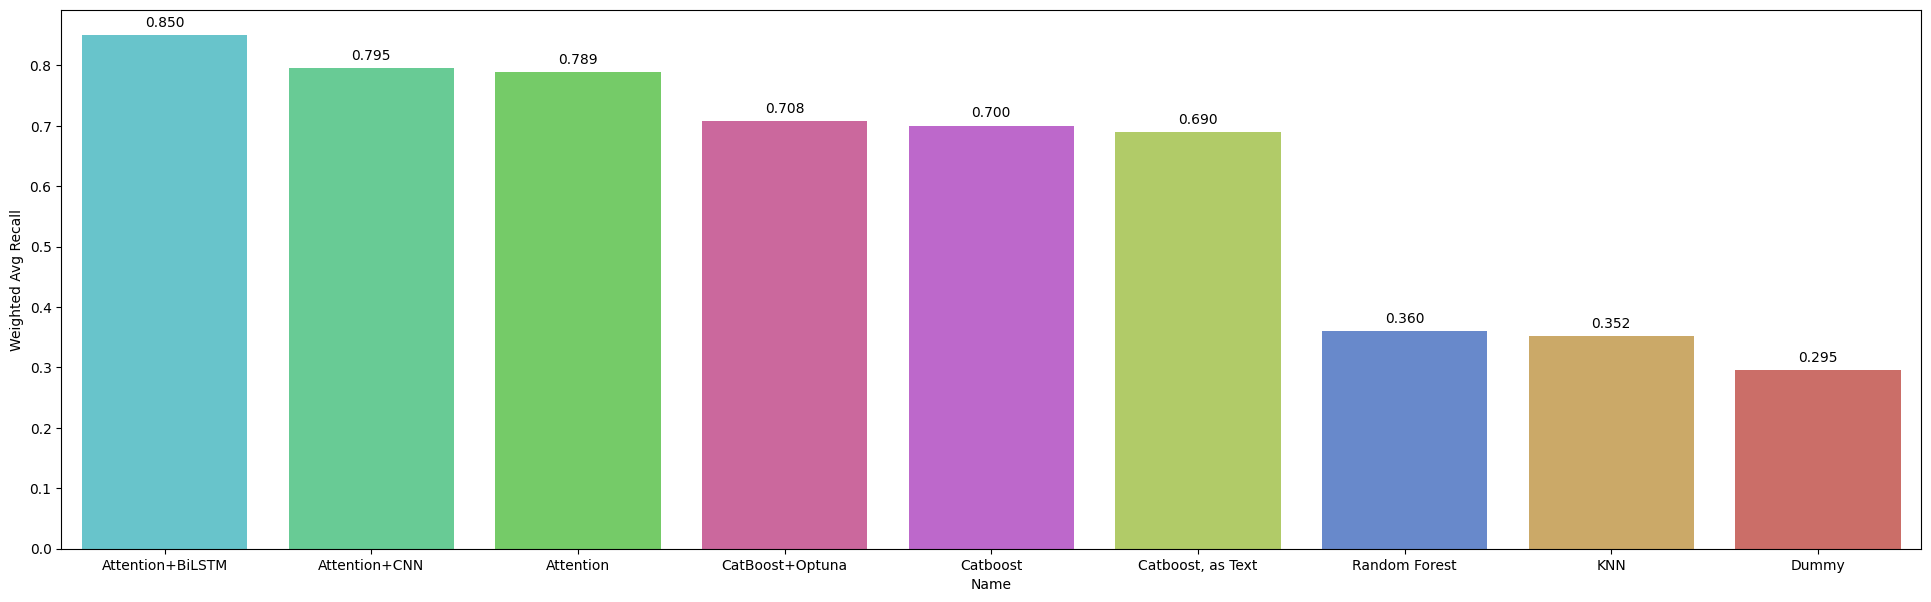 0.850
0.795
0.789
0.708
0.700
0.690
0.360
0.352
0.295
Weighted Avg Recall
0.8
0.7
0.6
0.5
0.4
0.3
0.2
0.1
0.0
Attention+BiLSTM
Attention+CNN
Attention
CatBoost+Optuna
Catboost
Catboost, as Text
Random Forest
KNN
Dummy
Name